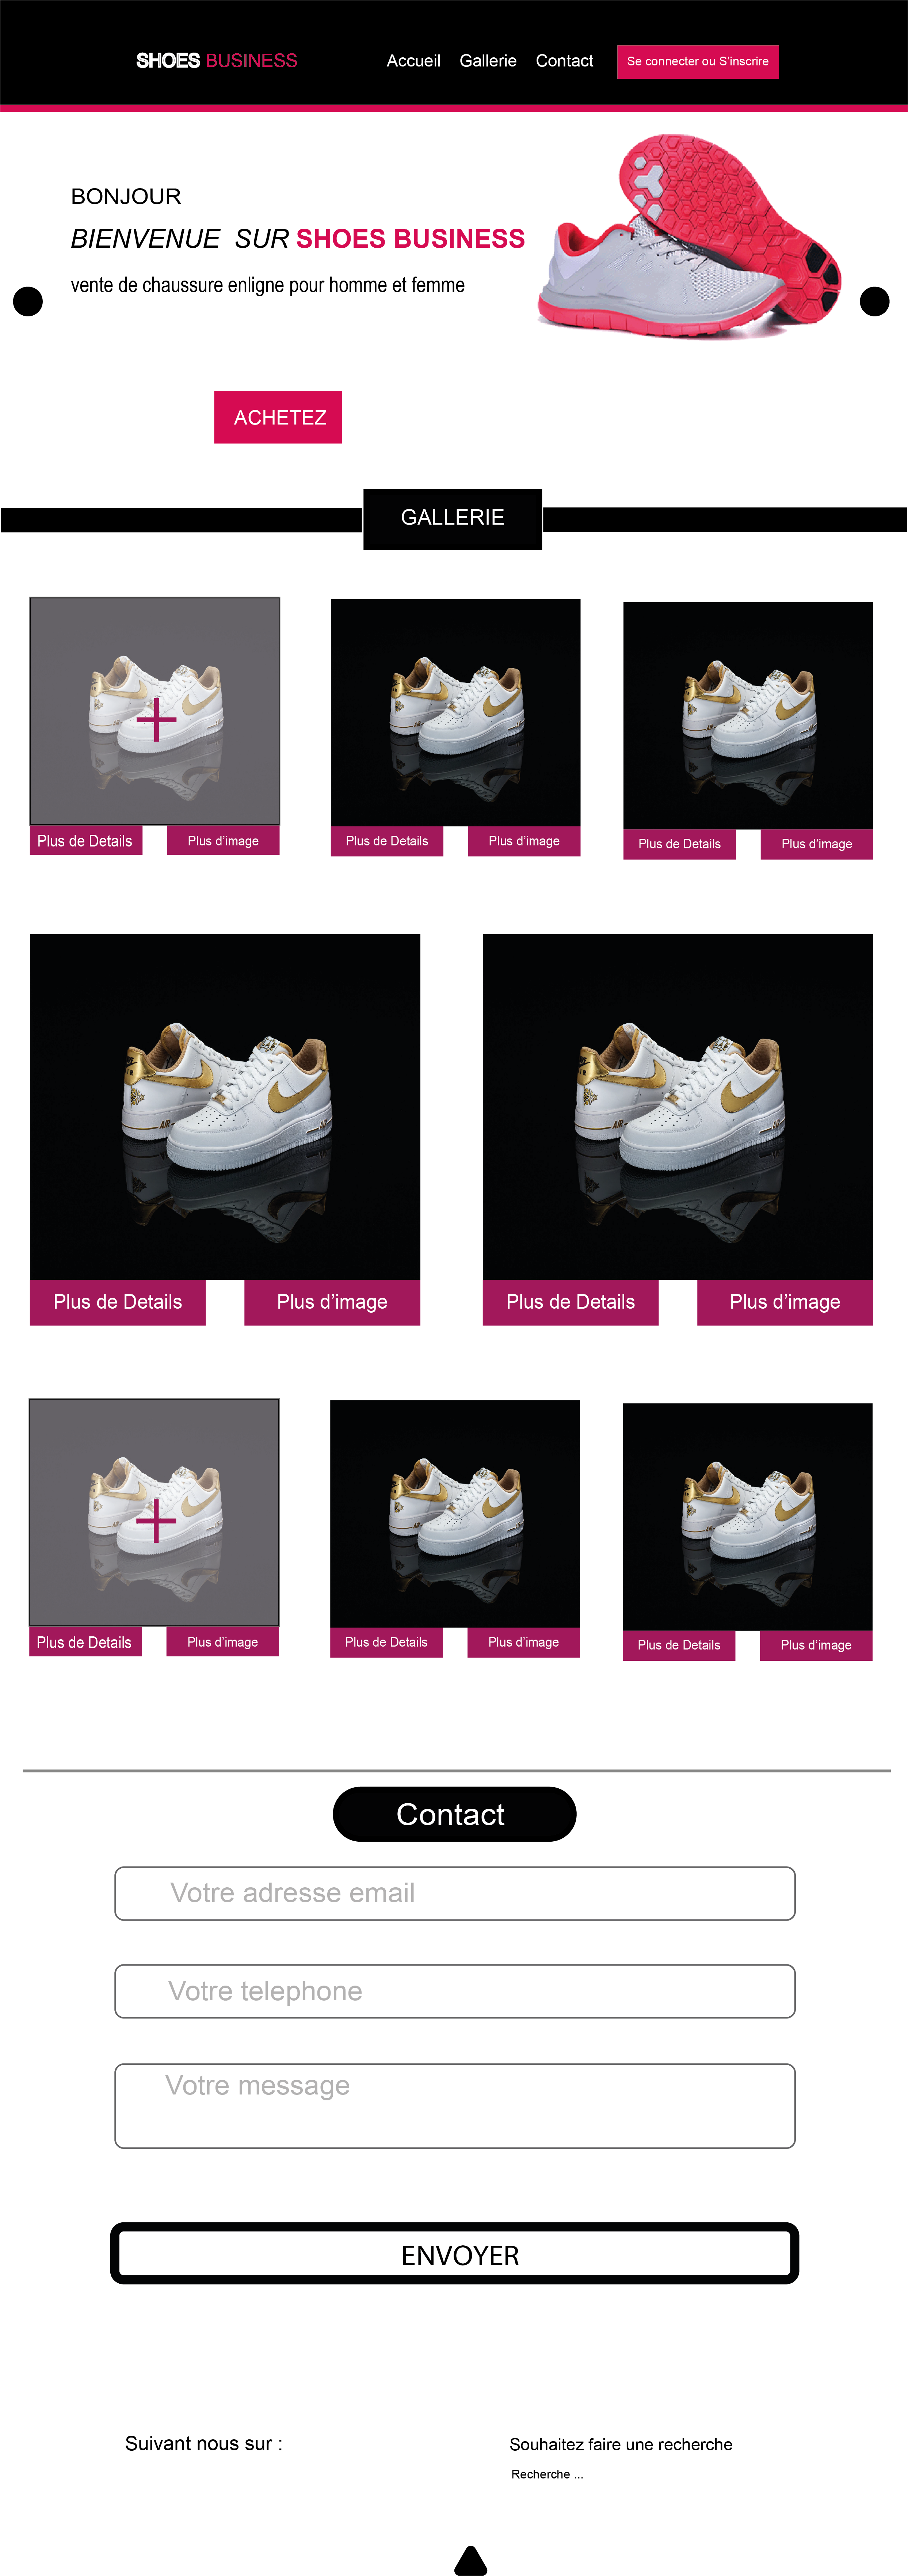 SHOES BUSINESS
Accueil Gallerie Contact Se connecter ou S'inscrire
BONJOUR
BIENVENUE SUR SHOES BUSINESS
vente de chaussure enligne pour homme et femme
ACHETEZ
GALLERIE
Plus de Details Plus d'image Plus de Details Plus d'image Plus de Details Plus d'image
AIR AIR
Plus de Details Plus d'image Plus de Details Plus d'image
Plus de Details Plus d'image Plus de Details Plus d'image Plus de Details Plus d'image
Contact
Votre adresse email
Votre telephone
Votre message
ENVOYER
Suivant nous sur :
Souhaitez faire une recherche
Recherche ...